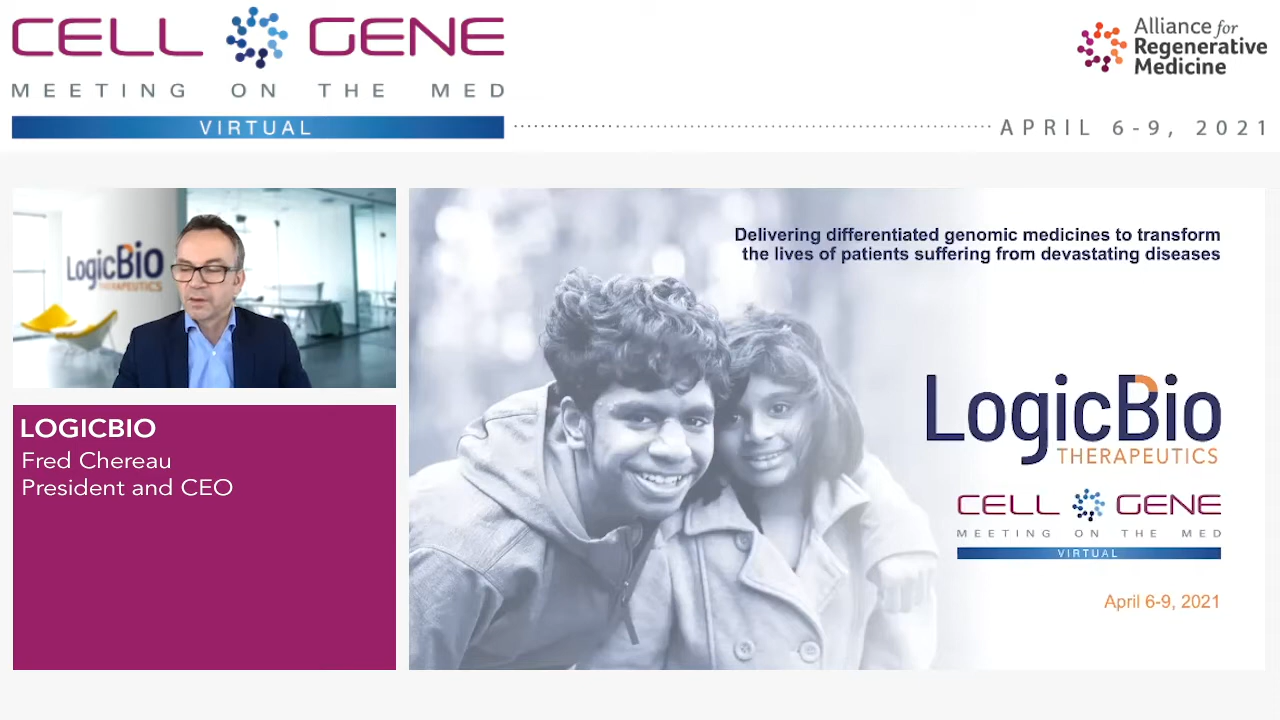 CELL GENE
MEETING ON THE MED
VIRTUAL
Alliance for
Regenerative
Medicine
APRIL 6-9, 2021
LogicBio
THERAPEUTICS
LOGICBIO
Fred Chereau
President and CEO
Delivering differentiated genomic medicines to transform
the lives of patients suffering from devastating diseases
LogicBio
THERAPEUTICS
CELL GENE
MEETING ON THE MED
VIRTUAL
April 6-9, 2021